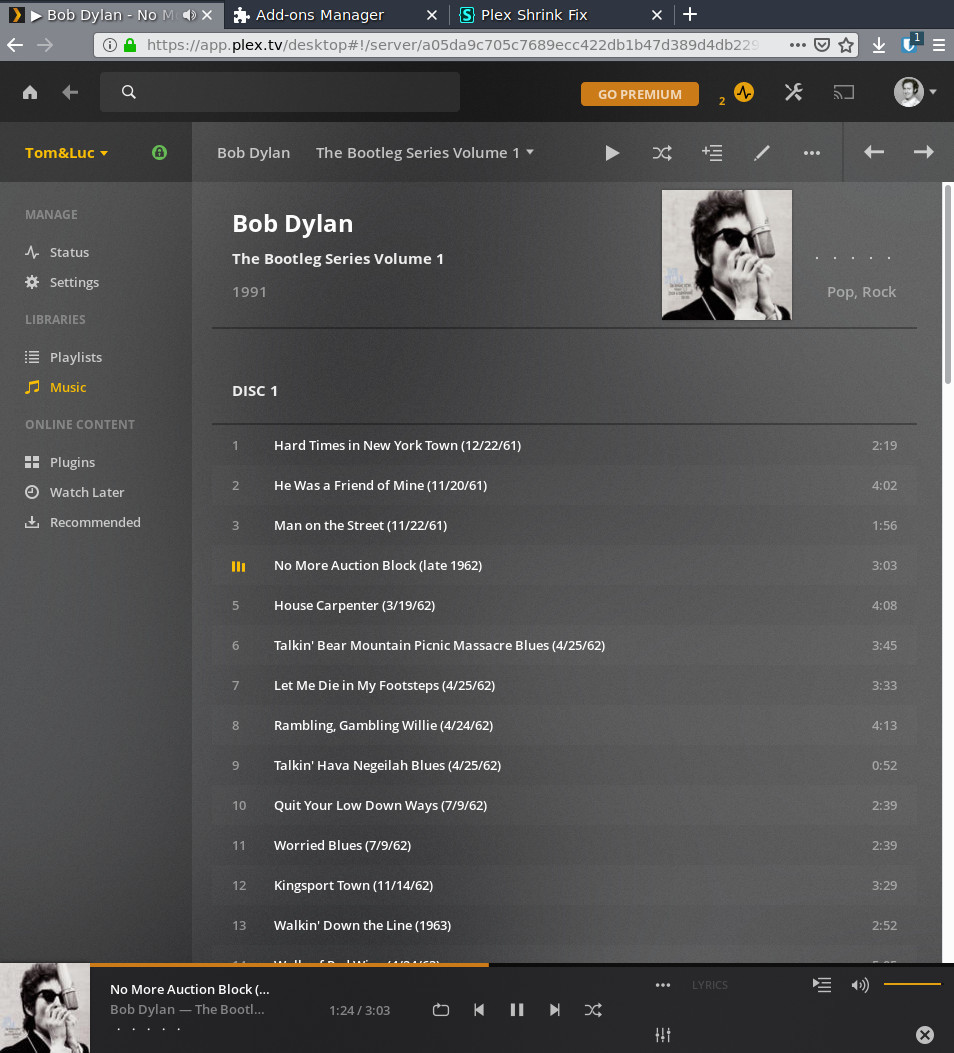 ▶ Bob Dylan - No M
Add-ons Manager
Plex Shrink Fix
https://app.plex.tv/desktop#!/server/a05da9c705c7689ecc422db1b47d389d4db229
1
GO PREMIUM
2
Tom&Luc
Bob Dylan
The Bootleg Series Volume 1
MANAGE
Status
Settings
LIBRARIES
Playlists
Music
ONLINE CONTENT
Plugins
Watch Later
Recommended
Bob Dylan
The Bootleg Series Volume 1
1991
Pop, Rock
DISC 1
1 Hard Times in New York Town (12/22/61) 2:19
2 He Was a Friend of Mine (11/20/61) 4:02
3 Man on the Street (11/22/61) 1:56
No More Auction Block (late 1962) 3:03
5 House Carpenter (3/19/62) 4:08
6 Talkin' Bear Mountain Picnic Massacre Blues (4/25/62) 3:45
7 Let Me Die in My Footsteps (4/25/62) 3:33
8 Rambling, Gambling Willie (4/24/62) 4:13
9 Talkin' Hava Negeilah Blues (4/25/62) 0:52
10 Quit Your Low Down Ways (7/9/62) 2:39
11 Worried Blues (7/9/62) 2:39
12 Kingsport Town (11/14/62) 3:29
13 Walkin' Down the Line (1963) 2:52
No More Auction Block (...
Bob Dylan — The Bootl...
1:24 / 3:03
LYRICS